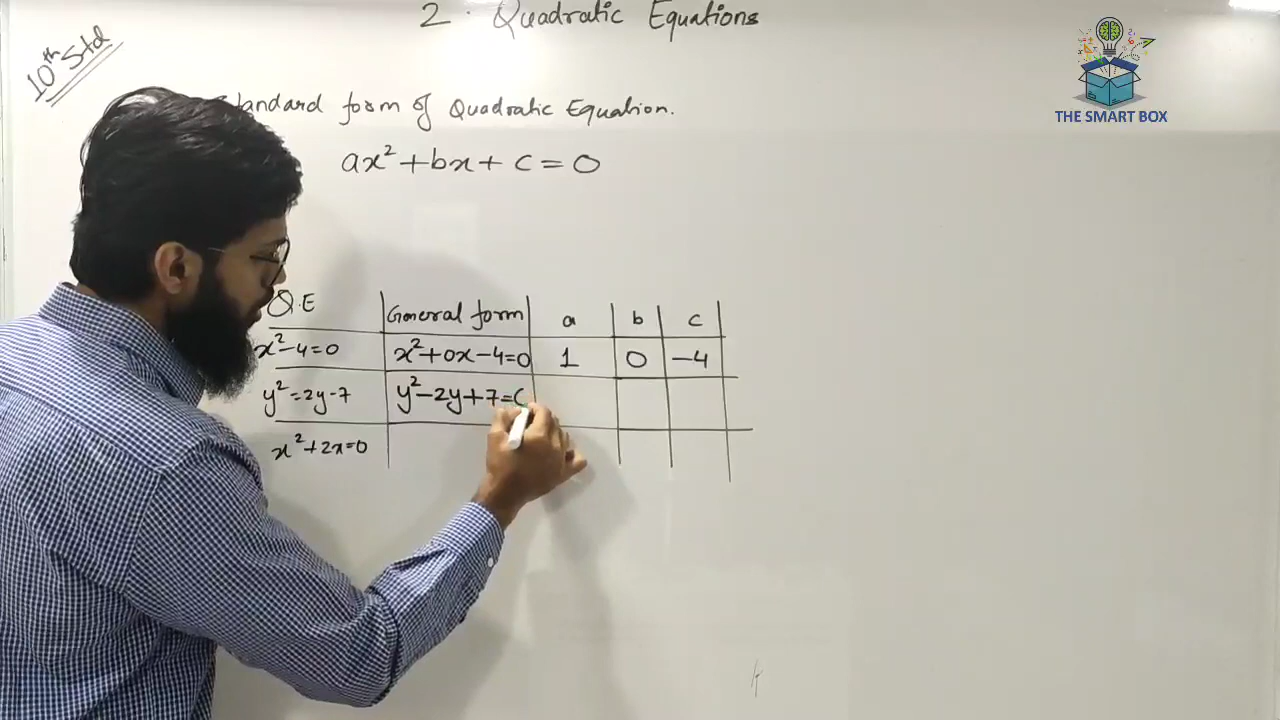 2. Quadratic Equations
10th Std
Standard form of Quadratic Equation.
THE SMART BOX
ax²+bx+c=0
Q.E General form a b c
x²-4=0 x²+0x-4=0 1 0 -4
y²=2y-7 y²-2y+7=
x²+2x=0